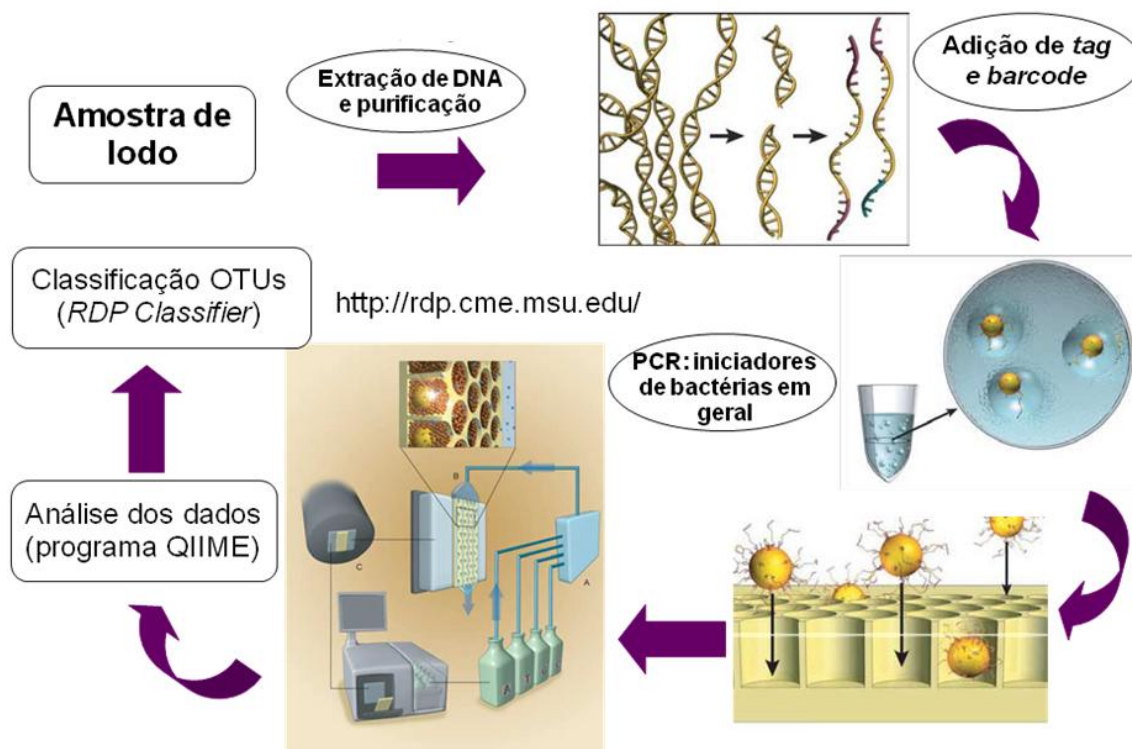 Amostra de
lodo
Extração de DNA
e purificação
Adição de tag
e barcode
PCR: iniciadores
de bactérias em
geral
B
A
C
A T
Análise dos dados
(programa QIIME)
Classificação OTUs
(RDP Classifier)
http://rdp.cme.msu.edu/